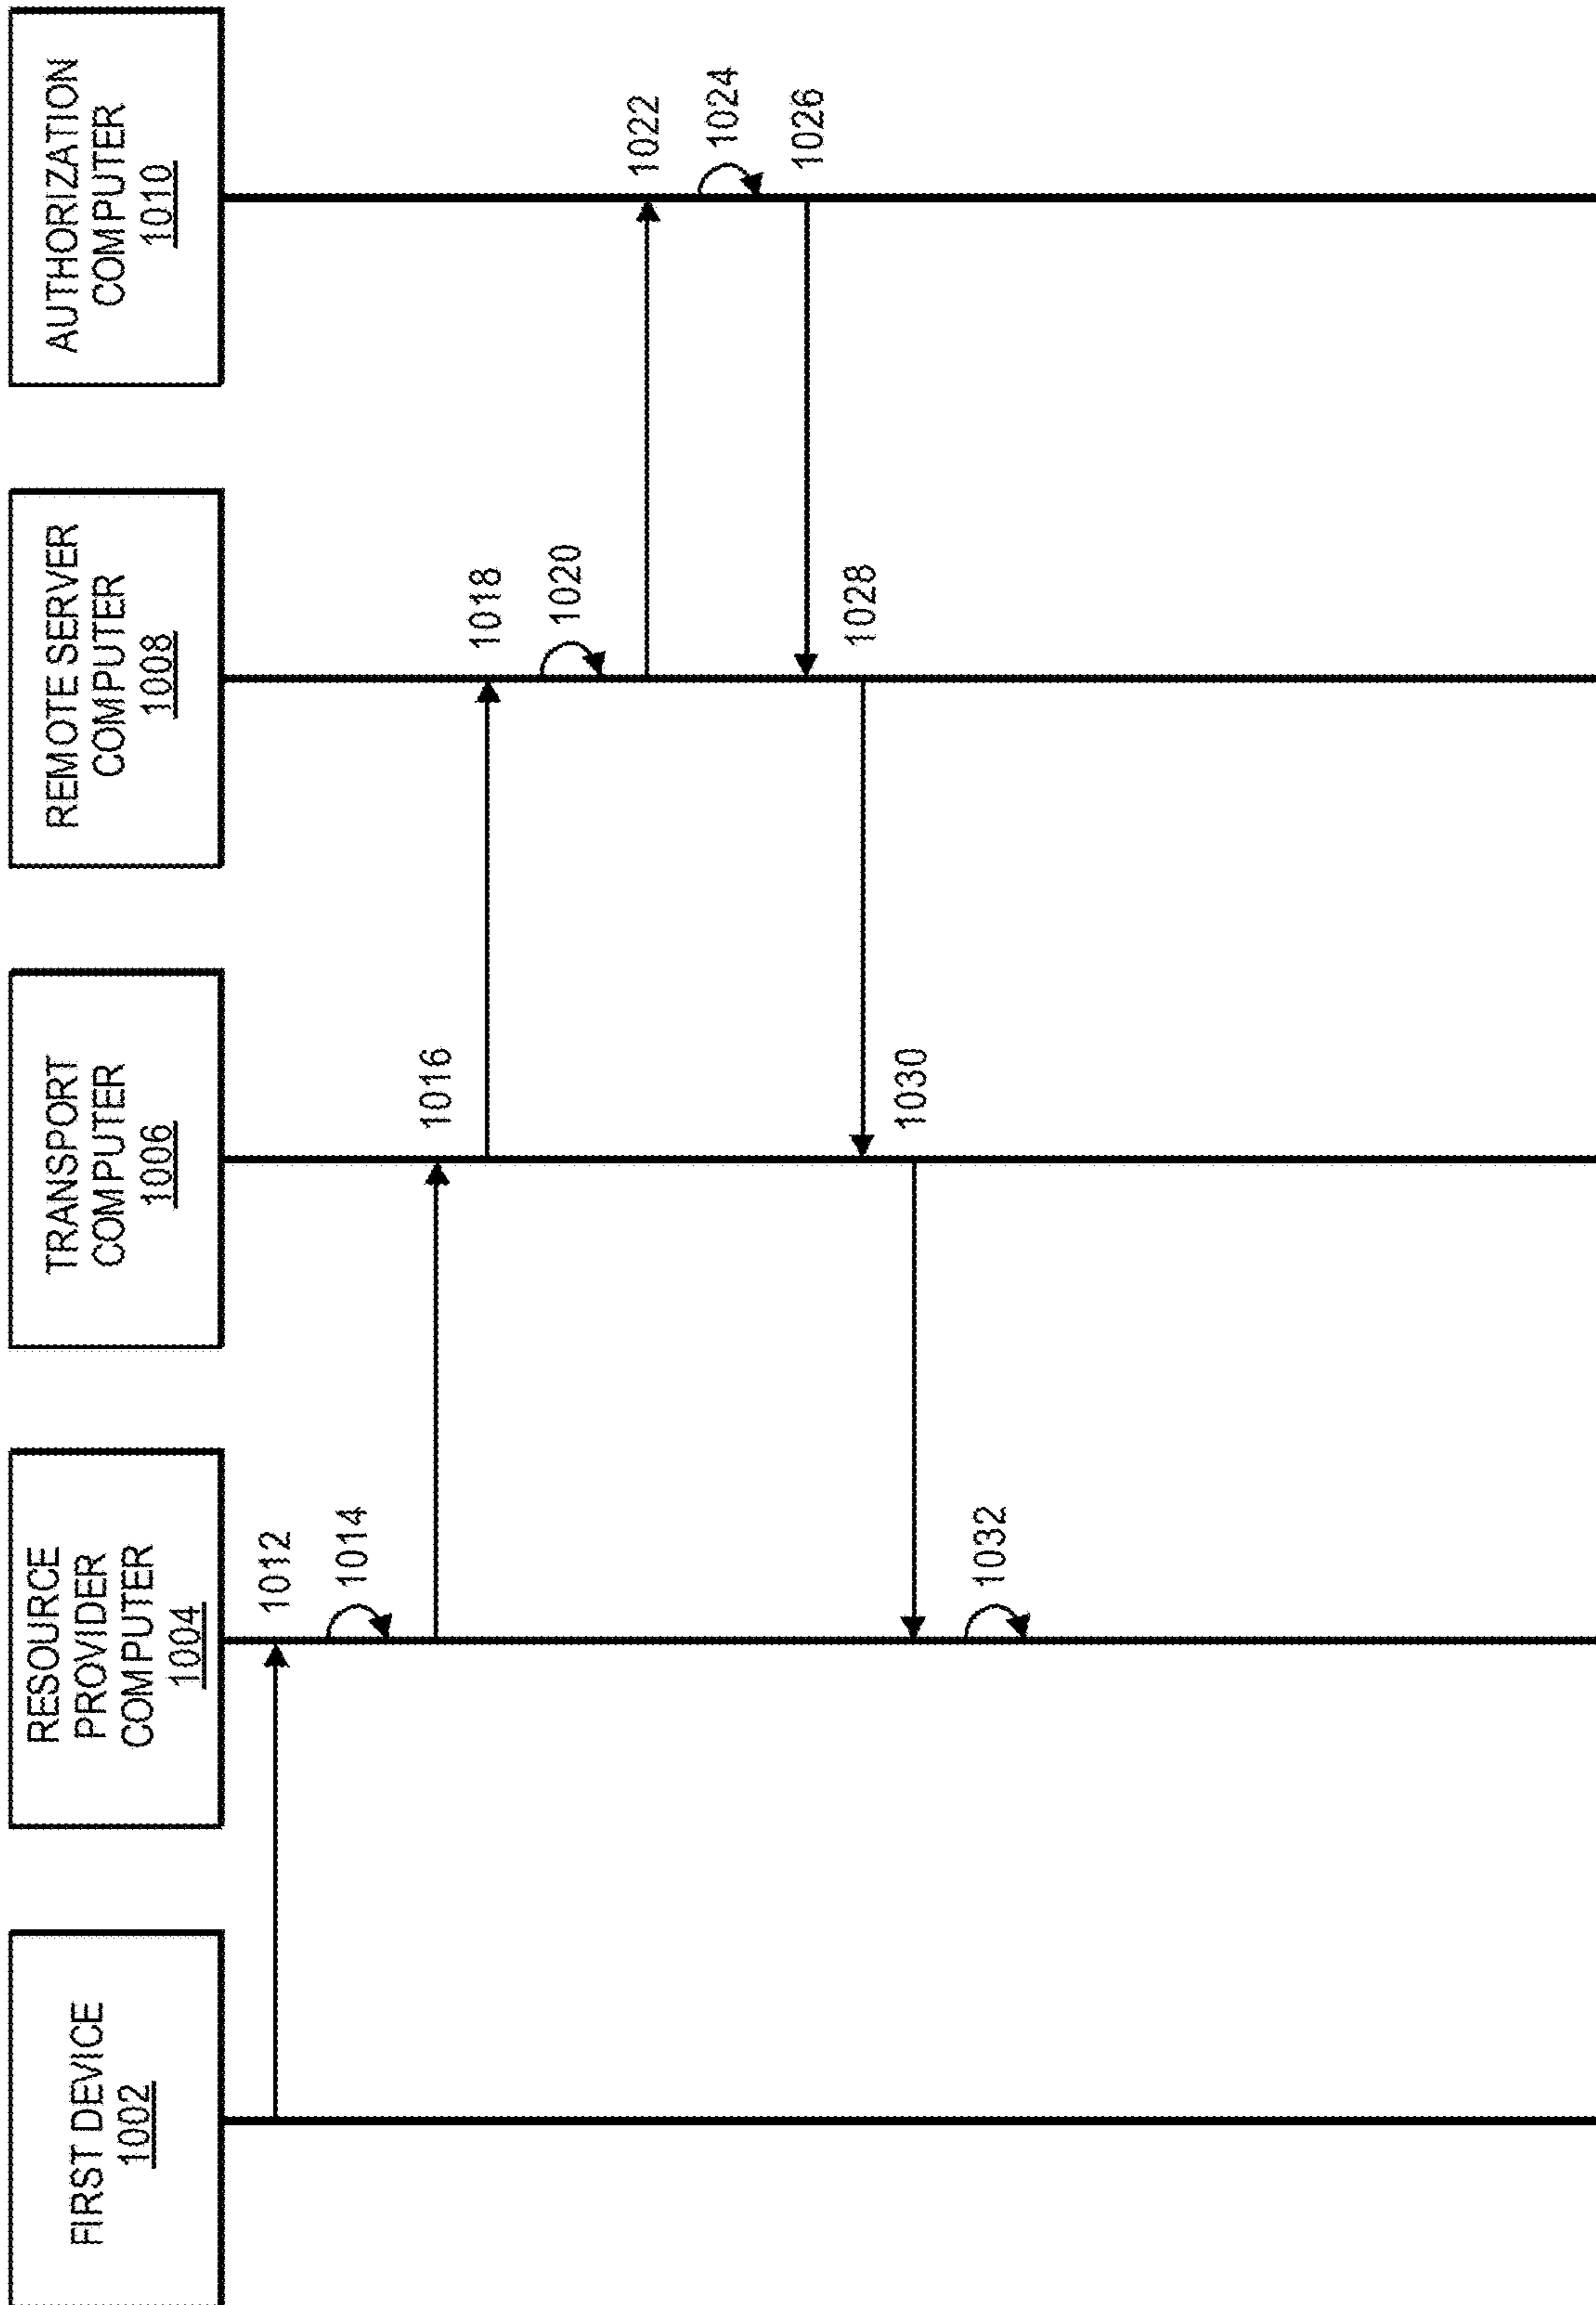 FIRST DEVICE
1002
RESOURCE
PROVIDER
COMPUTER
1004
TRANSPORT
COMPUTER
1006
REMOTE SERVER
COMPUTER
1008
AUTHORIZATION
COMPUTER
1010
1012
1014
1016
1018
1020
1022
1024
1026
1028
1030
1032